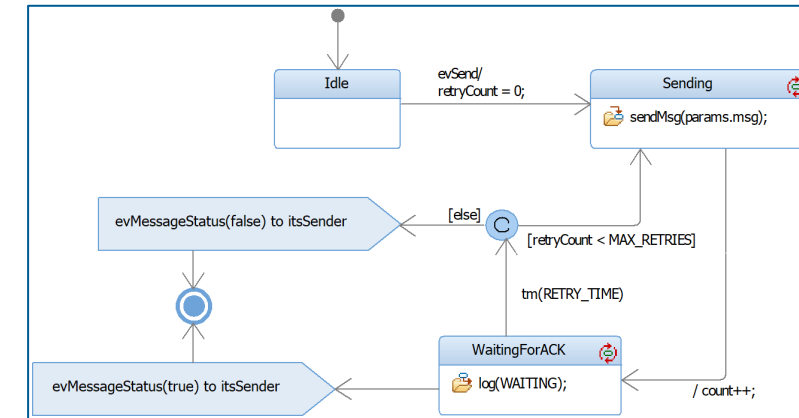 Idle
evSend/
retryCount = 0;
Sending
sendMsg(params.msg);
evMessageStatus(false) to itsSender
[else]
C
[retryCount < MAX_RETRIES]
tm(RETRY_TIME)
WaitingForACK
log(WAITING);
evMessageStatus(true) to itsSender
/ count++;